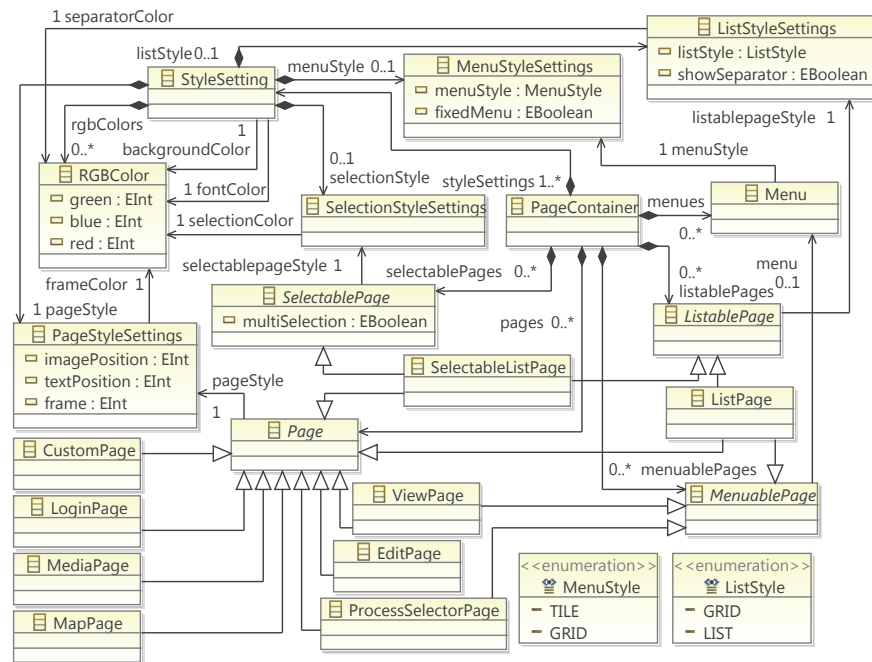 1 separatorColor
ListStyleSettings
listStyle : ListStyle
showSeparator : EBoolean
listStyle 0..1
StyleSetting
menuStyle 0..1
MenuStyleSettings
menuStyle : MenuStyle
fixedMenu : EBoolean
rgbColors
0..*
1
backgroundColor
listablepageStyle 1
1 menuStyle
RGBColor
green : EInt
blue : EInt
red : EInt
1 fontColor
1 selectionColor
0..1
selectionStyle
styleSettings 1..*
SelectionStyleSettings
PageContainer
menues
0..*
Menu
frameColor 1
selectablepageStyle 1
selectablePages 0..*
0..*
listablePages
menu
0..1
SelectablePage
multiSelection : EBoolean
ListablePage
1 pageStyle
PageStyleSettings
imagePosition : EInt
textPosition : EInt
frame : EInt
pages 0..*
pageStyle
1
SelectableListPage
ListPage
Page
CustomPage
0..* menuablePages
ViewPage
MenuablePage
LoginPage
EditPage
MediaPage
ProcessSelectorPage
MapPage
<<enumeration>>
MenuStyle
TILE
GRID
<<enumeration>>
ListStyle
GRID
LIST